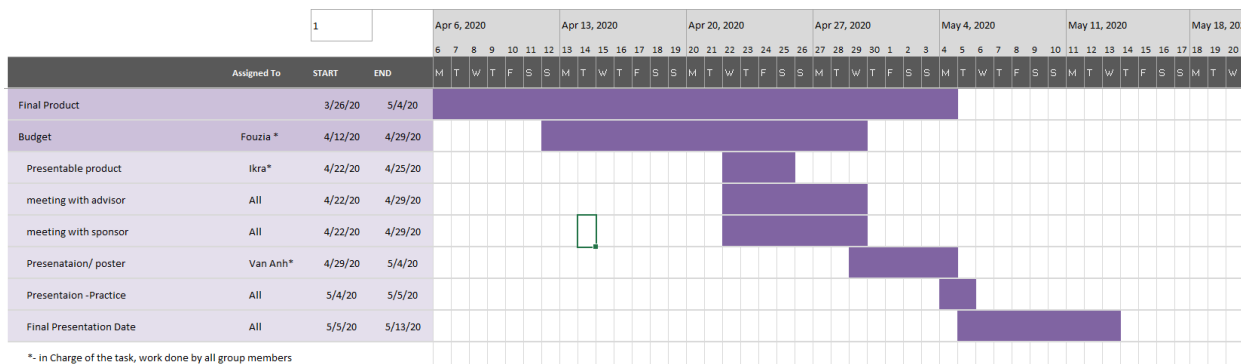 1 Apr 6, 2020 Apr 13, 2020 Apr 20, 2020 Apr 27, 2020 May 4, 2020 May 11, 2020 May 18, 20
6 7 8 9 10 11 12 13 14 15 16 17 18 19 20 21 22 23 24 25 26 27 28 29 30 1 2 3 4 5 6 7 8 9 10 11 12 13 14 15 16 17 18 19 20
Assigned To START END M T W T F S S M T W T F S S M T W T F S S M T W T F S S M T W T F S S M T W T F S S M T W
Final Product 3/26/20 5/4/20
Budget Fouzia * 4/12/20 4/29/20
Presentable product Ikra* 4/22/20 4/25/20
meeting with advisor All 4/22/20 4/29/20
meeting with sponsor All 4/22/20 4/29/20
Presenataion/ poster Van Anh* 4/29/20 5/4/20
Presentaion -Practice All 5/4/20 5/5/20
Final Presentation Date All 5/5/20 5/13/20
*- in Charge of the task, work done by all group members